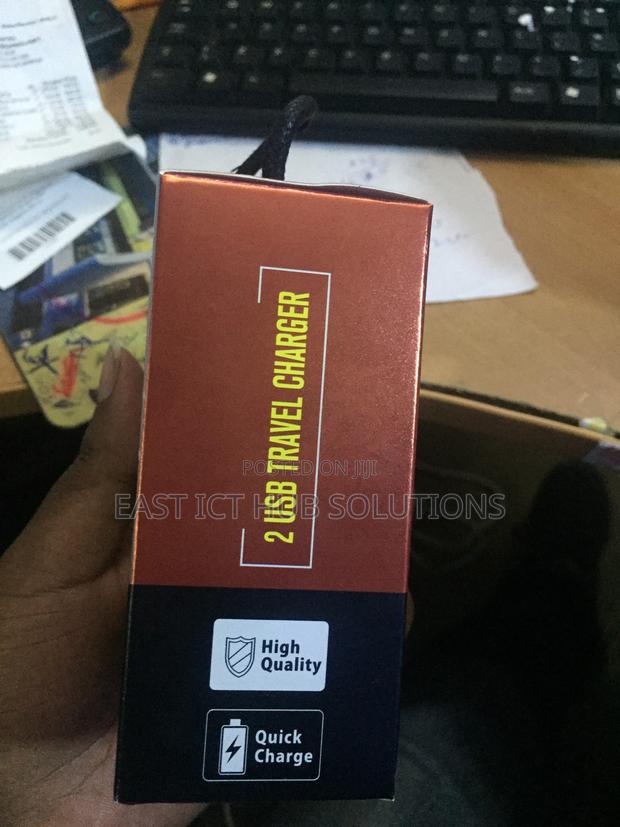 2 USB TRAVEL CHARGER
POSTED ON JIJI
EAST ICT HUB SOLUTIONS
High
Quality
Quick
Charge